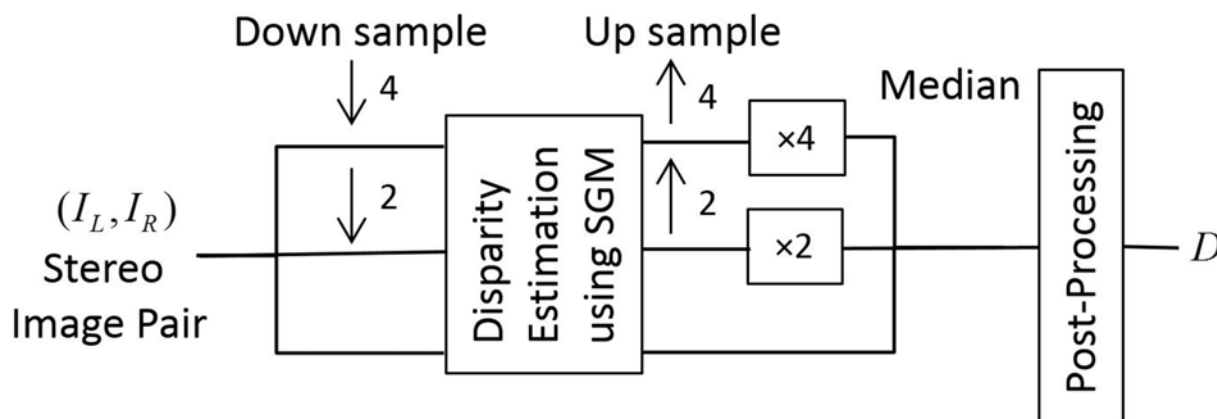 Down sample
Up sample
4
4
Median
×4
2
2
(I_L, I_R)
Stereo
Image Pair
Disparity
Estimation
using SGM
×2
Post-Processing
D